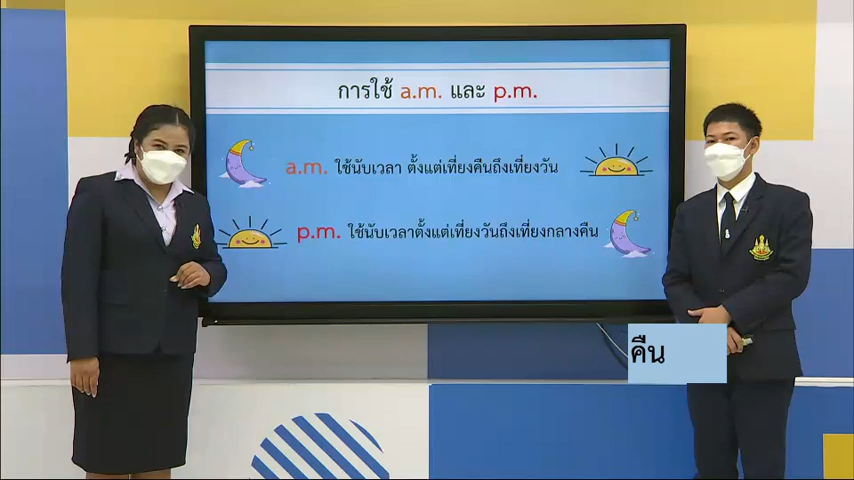 การใช้ a.m. และ p.m.
a.m. ใช้นับเวลา ตั้งแต่เที่ยงคืนถึงเที่ยงวัน
p.m. ใช้นับเวลาตั้งแต่เที่ยงวันถึงเที่ยงกลางคืน
คืน